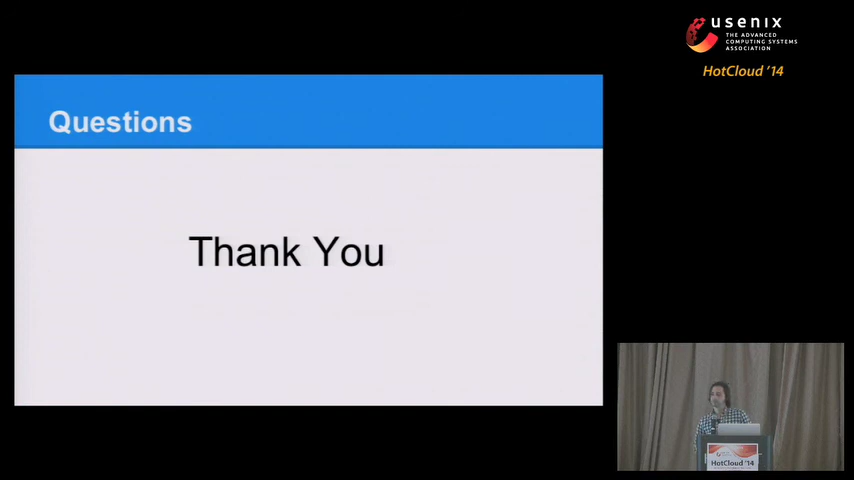 usenix
THE ADVANCED
COMPUTING SYSTEMS
ASSOCIATION
HotCloud '14
Questions
Thank You
HotCloud '14